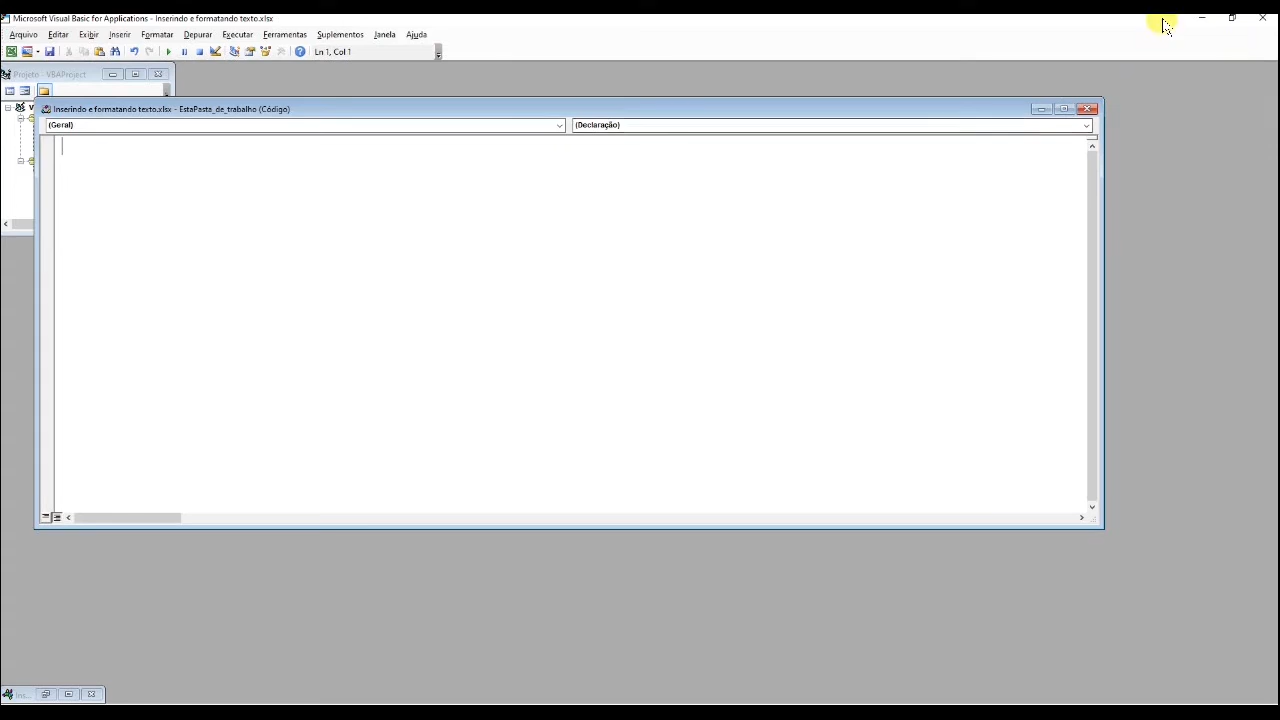 Microsoft Visual Basic for Applications - Inserindo e formatando texto.xlsx
Arquivo Editar Exibir Inserir Formatar Depurar Executar Ferramentas Suplementos Janela Ajuda
Ln 1, Col 1
Projeto - VBAProject
Inserindo e formatando texto.xlsx - EstaPasta_de_trabalho (Código)
(Geral) (Declaração)
Ins...